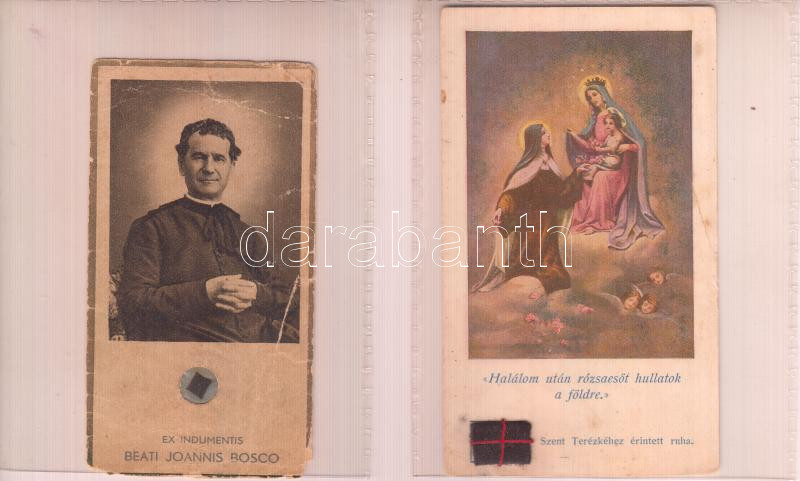 EX INDUMENTIS
BEATI JOANNIS BOSCO
«Halálom után rózsaesőt hullatok
a földre.»
Szent Terézkéhez érintett ruha.
darabanth